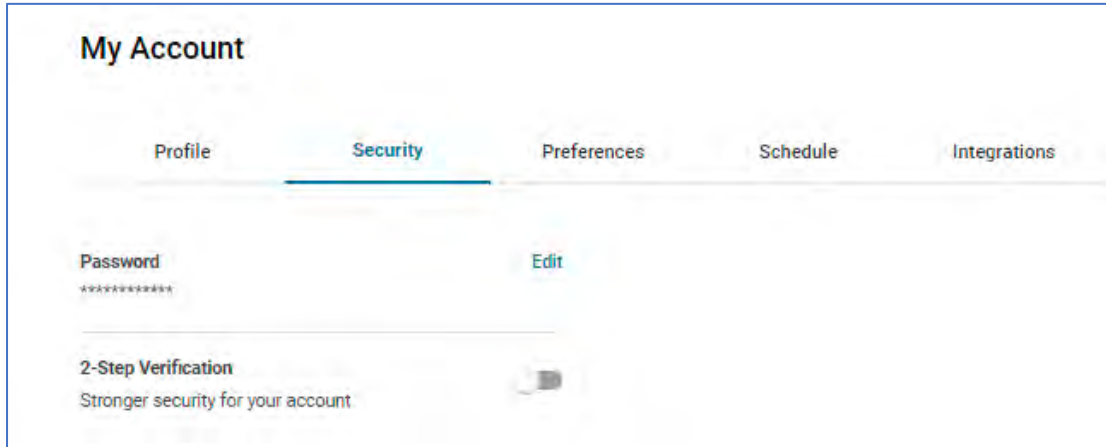 My Account
Profile Security Preferences Schedule Integrations
Password Edit
************
2-Step Verification
Stronger security for your account